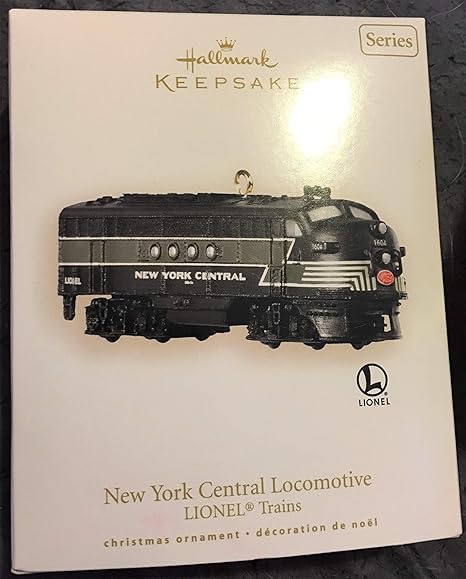 Hallmark
KEEPSAKE
Series
1604
1604
LIONEL
NEW YORK CENTRAL
L
LIONEL
New York Central Locomotive
LIONEL® Trains
christmas ornament • décoration de noël